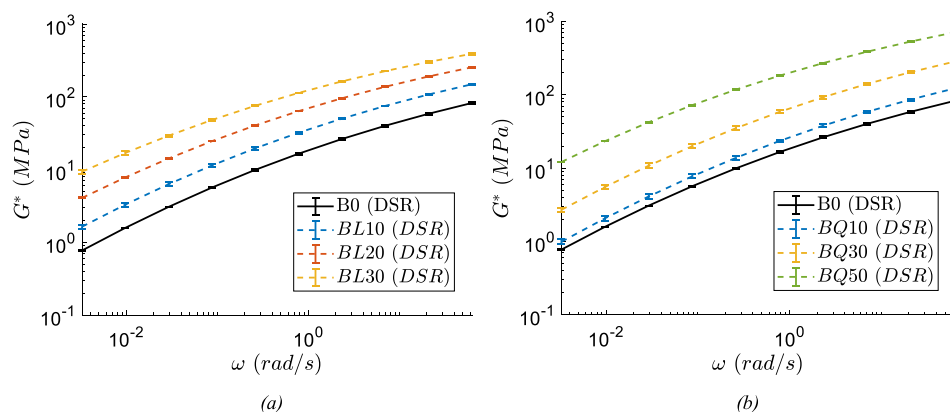 10^3
10^2
10^1
10^0
10^-1
G* (MPa)
B0 (DSR)
BL10 (DSR)
BL20 (DSR)
BL30 (DSR)
10^-2
10^0
ω (rad/s)
(a)
10^3
10^2
10^1
10^0
10^-1
G* (MPa)
B0 (DSR)
BQ10 (DSR)
BQ30 (DSR)
BQ50 (DSR)
10^-2
10^0
ω (rad/s)
(b)